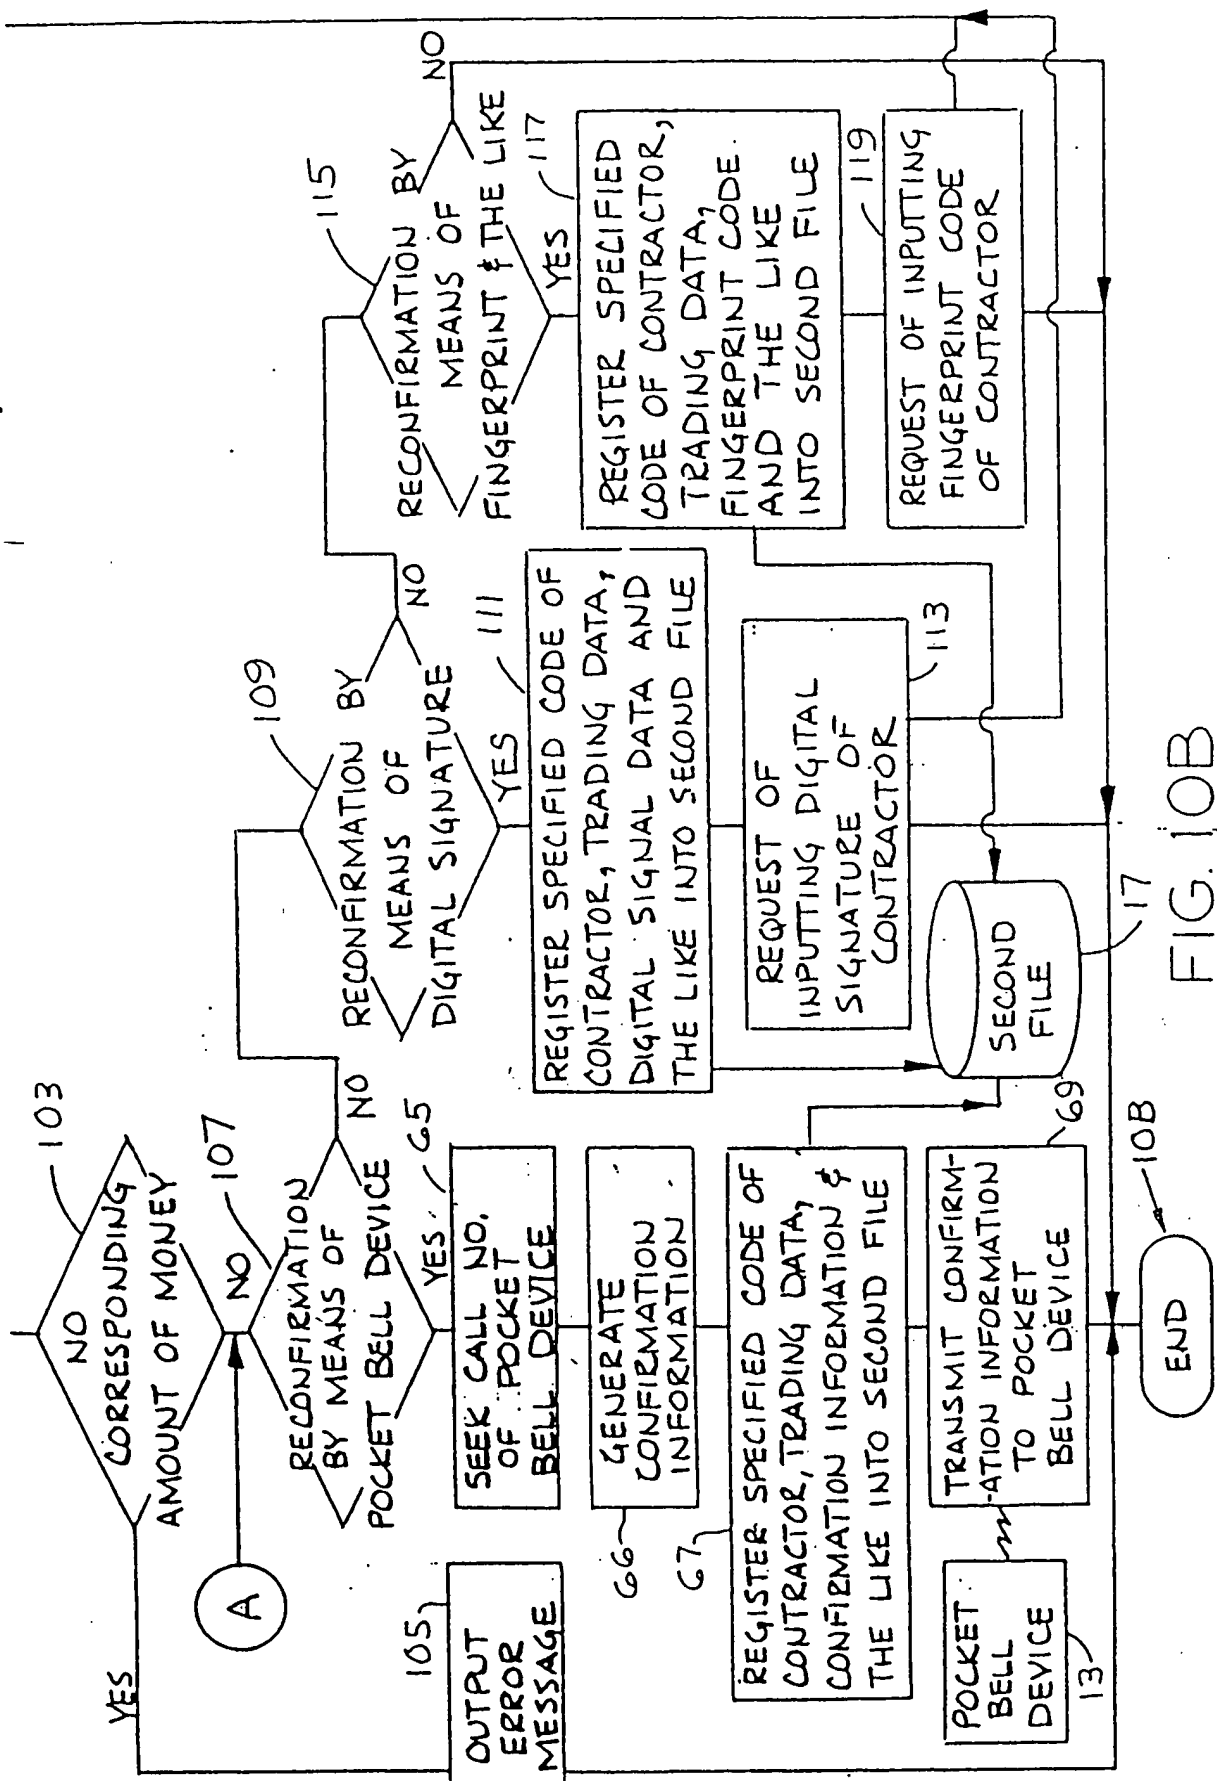 103
NO
CORRESPONDING
AMOUNT OF MONEY
YES
NO
A
107
RECONFIRMATION
BY MEANS OF
POCKET BELL DEVICE
NO
YES
105
OUTPUT
ERROR
MESSAGE
65
SEEK CALL NO.
OF POCKET
BELL DEVICE
66
GENERATE
CONFIRMATION
INFORMATION
67
REGISTER SPECIFIED CODE OF
CONTRACTOR, TRADING DATA,
CONFIRMATION INFORMATION &
THE LIKE INTO SECOND FILE
69
TRANSMIT CONFIRM-
-ATION INFORMATION
TO POCKET
BELL DEVICE
POCKET
BELL
DEVICE
13
10B
END
109
RECONFIRMATION BY
MEANS OF
DIGITAL SIGNATURE
NO
YES
111
REGISTER SPECIFIED CODE OF
CONTRACTOR, TRADING DATA,
DIGITAL SIGNAL DATA AND
THE LIKE INTO SECOND FILE
REQUEST OF
INPUTTING DIGITAL
SIGNATURE OF
CONTRACTOR
113
SECOND
FILE
17
115
RECONFIRMATION BY
MEANS OF
FINGERPRINT & THE LIKE
NO
YES
117
REGISTER SPECIFIED
CODE OF CONTRACTOR,
TRADING DATA,
FINGERPRINT CODE
AND THE LIKE
INTO SECOND FILE
119
REQUEST OF INPUTTING
FINGERPRINT CODE
OF CONTRACTOR
FIG. 10B